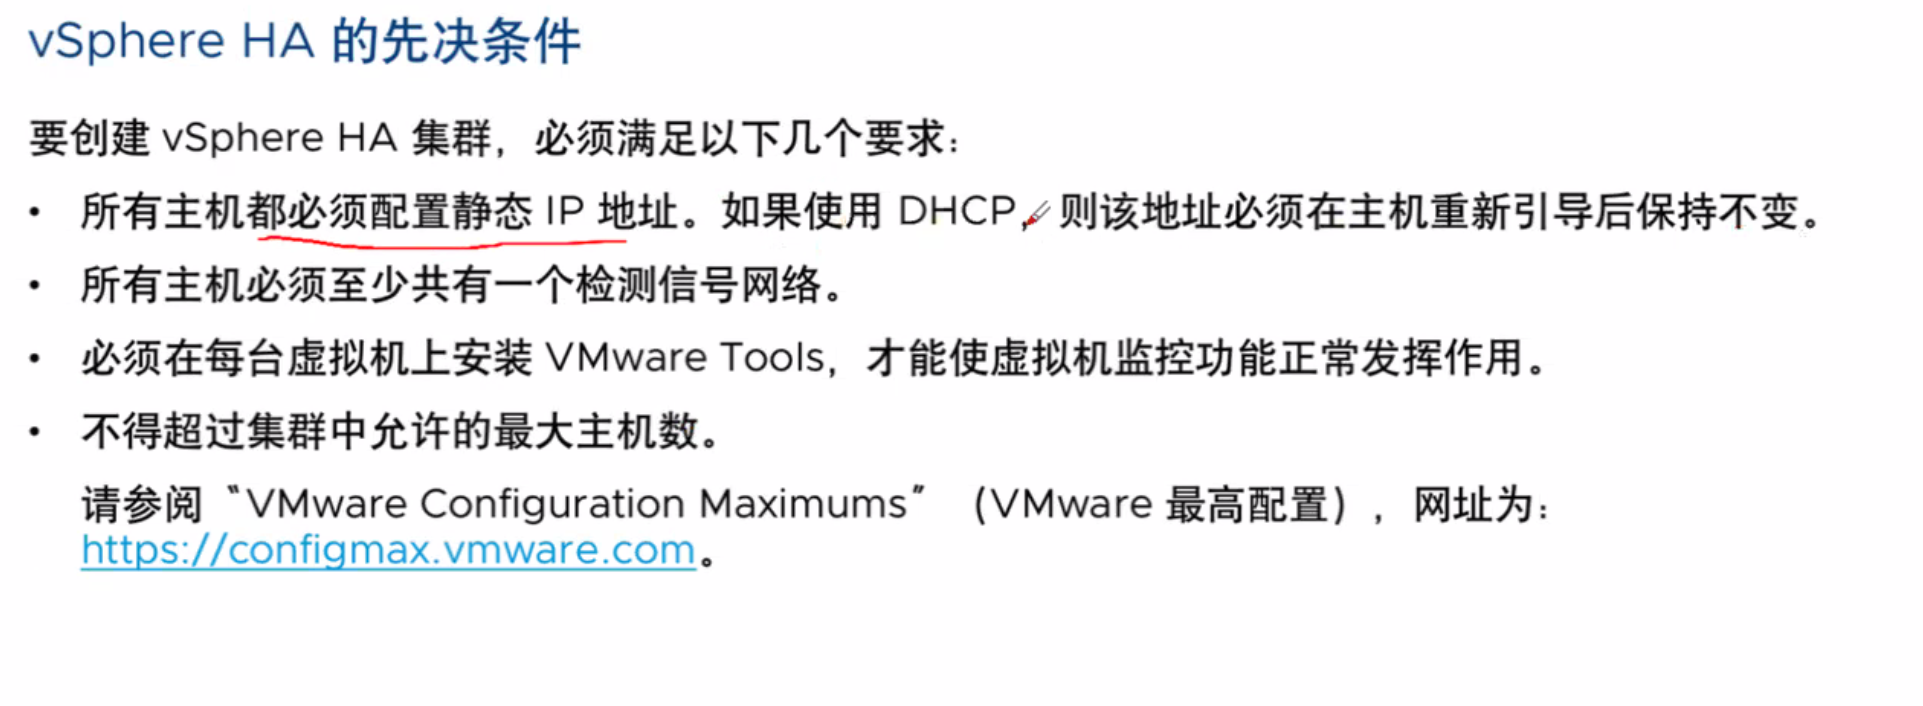 vSphere HA 的先决条件
要创建 vSphere HA 集群，必须满足以下几个要求：
• 所有主机都必须配置静态 IP 地址。如果使用 DHCP，则该地址必须在主机重新引导后保持不变。
• 所有主机必须至少共有一个检测信号网络。
• 必须在每台虚拟机上安装 VMware Tools，才能使虚拟机监控功能正常发挥作用。
• 不得超过集群中允许的最大主机数。
请参阅〝VMware Configuration Maximums〞（VMware 最高配置），网址为：
https://configmax.vmware.com。